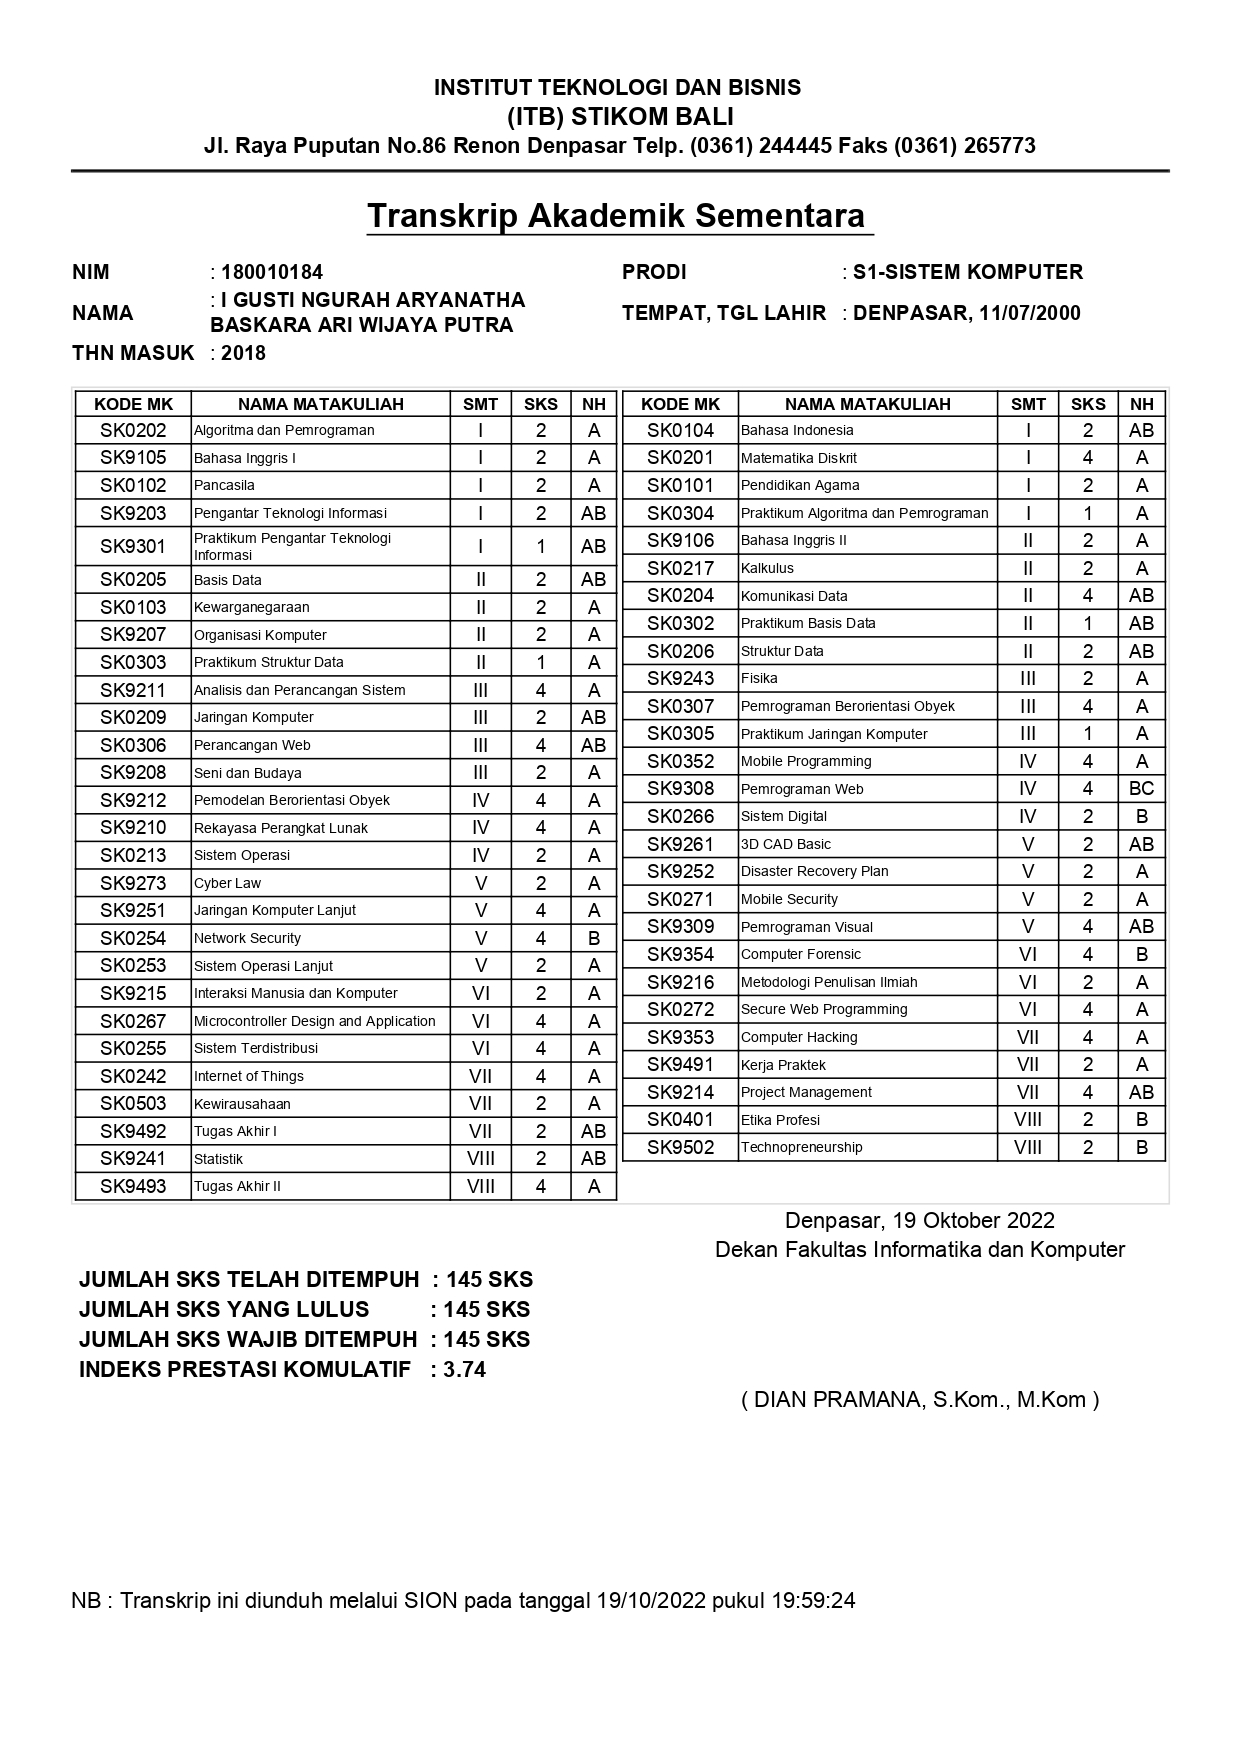 INSTITUT TEKNOLOGI DAN BISNIS
(ITB) STIKOM BALI
Jl. Raya Puputan No.86 Renon Denpasar Telp. (0361) 244445 Faks (0361) 265773
Transkrip Akademik Sementara
NIM : 180010184
NAMA : I GUSTI NGURAH ARYANATHA
BASKARA ARI WIJAYA PUTRA
THN MASUK : 2018
PRODI : S1-SISTEM KOMPUTER
TEMPAT, TGL LAHIR : DENPASAR, 11/07/2000
KODE MK NAMA MATAKULIAH SMT SKS NH
SK0202 Algoritma dan Pemrograman I 2 A
SK9105 Bahasa Inggris I I 2 A
SK0102 Pancasila I 2 A
SK9203 Pengantar Teknologi Informasi I 2 AB
SK9301 Praktikum Pengantar Teknologi
Informasi I 1 AB
SK0205 Basis Data II 2 AB
SK0103 Kewarganegaraan II 2 A
SK9207 Organisasi Komputer II 2 A
SK0303 Praktikum Struktur Data II 1 A
SK9211 Analisis dan Perancangan Sistem III 4 A
SK0209 Jaringan Komputer III 2 AB
SK0306 Perancangan Web III 4 AB
SK9208 Seni dan Budaya III 2 A
SK9212 Pemodelan Berorientasi Obyek IV 4 A
SK9210 Rekayasa Perangkat Lunak IV 4 A
SK0213 Sistem Operasi IV 2 A
SK9273 Cyber Law V 2 A
SK9251 Jaringan Komputer Lanjut V 4 A
SK0254 Network Security V 4 B
SK0253 Sistem Operasi Lanjut V 2 A
SK9215 Interaksi Manusia dan Komputer VI 2 A
SK0267 Microcontroller Design and Application VI 4 A
SK0255 Sistem Terdistribusi VI 4 A
SK0242 Internet of Things VII 4 A
SK0503 Kewirausahaan VII 2 A
SK9492 Tugas Akhir I VII 2 AB
SK9241 Statistik VIII 2 AB
SK9493 Tugas Akhir II VIII 4 A
KODE MK NAMA MATAKULIAH SMT SKS NH
SK0104 Bahasa Indonesia I 2 AB
SK0201 Matematika Diskrit I 4 A
SK0101 Pendidikan Agama I 2 A
SK0304 Praktikum Algoritma dan Pemrograman I 1 A
SK9106 Bahasa Inggris II II 2 A
SK0217 Kalkulus II 2 A
SK0204 Komunikasi Data II 4 AB
SK0302 Praktikum Basis Data II 1 AB
SK0206 Struktur Data II 2 AB
SK9243 Fisika III 2 A
SK0307 Pemrograman Berorientasi Obyek III 4 A
SK0305 Praktikum Jaringan Komputer III 1 A
SK0352 Mobile Programming IV 4 A
SK9308 Pemrograman Web IV 4 BC
SK0266 Sistem Digital IV 2 B
SK9261 3D CAD Basic V 2 AB
SK9252 Disaster Recovery Plan V 2 A
SK0271 Mobile Security V 2 A
SK9309 Pemrograman Visual V 4 AB
SK9354 Computer Forensic VI 4 B
SK9216 Metodologi Penulisan Ilmiah VI 2 A
SK0272 Secure Web Programming VI 4 A
SK9353 Computer Hacking VII 4 A
SK9491 Kerja Praktek VII 2 A
SK9214 Project Management VII 4 AB
SK0401 Etika Profesi VIII 2 B
SK9502 Technopreneurship VIII 2 B
Denpasar, 19 Oktober 2022
Dekan Fakultas Informatika dan Komputer
JUMLAH SKS TELAH DITEMPUH : 145 SKS
JUMLAH SKS YANG LULUS : 145 SKS
JUMLAH SKS WAJIB DITEMPUH : 145 SKS
INDEKS PRESTASI KOMULATIF : 3.74
( DIAN PRAMANA, S.Kom., M.Kom )
NB : Transkrip ini diunduh melalui SION pada tanggal 19/10/2022 pukul 19:59:24